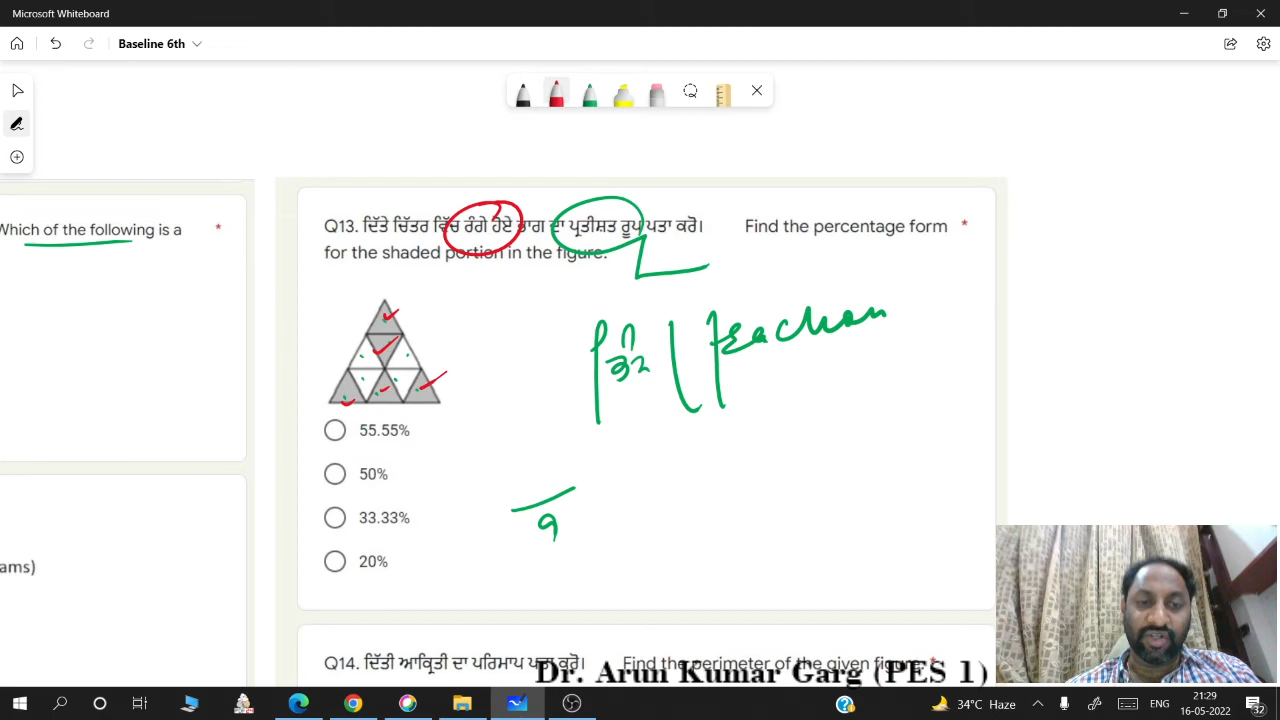 Microsoft Whiteboard
Baseline 6th
Which of the following is a *
Q13. ਦਿੱਤੇ ਚਿੱਤਰ ਵਿੱਚ ਰੰਗੇ ਹੋਏ ਭਾਗ ਦਾ ਪ੍ਰਤੀਸ਼ਤ ਰੂਪ ਪਤਾ ਕਰੋ। Find the percentage form *
for the shaded portion in the figure.
55.55%
50%
33.33%
20%
9
ams)
Q14. ਦਿੱਤੀ ਆਕ੍ਰਿਤੀ ਦਾ ਪਰਿਮਾਪ ਪਤਾ ਕਰੋ। Find the perimeter of the given figure. *
Dr. Arun Kumar Garg (PES 1)
34°C Haze
ENG
21:29
16-05-2022
32